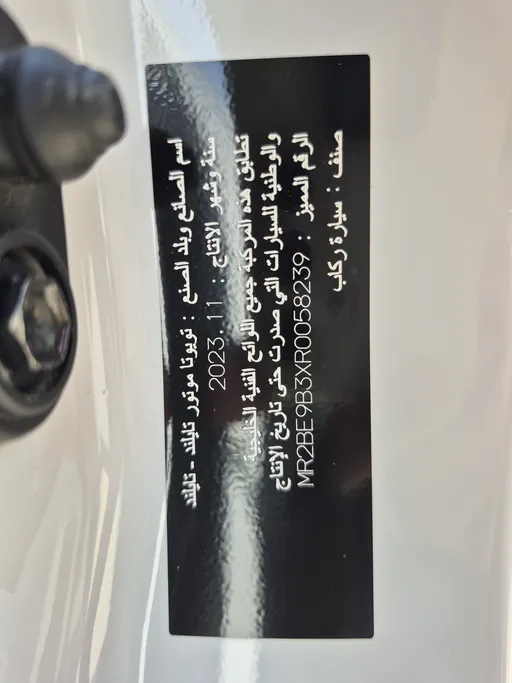 اسم الصانع وبلد الصنع : تويوتا موتور تايلند - تايلند
سنة وشهر الانتاج : 2023.11
تطابق هذه المركبة جميع اللوائح الفنية الخليجية
والوطنية للسيارات التي صدرت حتى تاريخ الإنتاج
الرقم المميز : MR2BE9B3XR0058239
صنف : سيارة ركاب